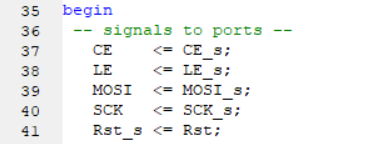 35 begin
36 -- signals to ports --
37 CE <= CE_s;
38 LE <= LE_s;
39 MOSI <= MOSI_s;
40 SCK <= SCK_s;
41 Rst_s <= Rst;